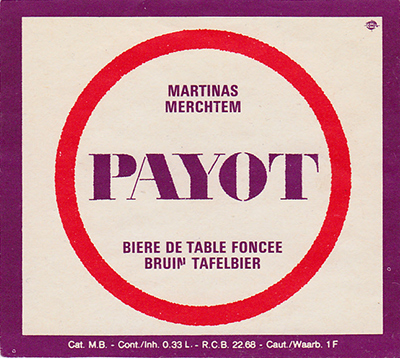 MARTINAS
MERCHTEM
PAYOT
BIERE DE TABLE FONCEE
BRUIN TAFELBIER
Cat. M.B. - Cont./Inh. 0.33 L. - R.C.B. 22.68 - Caut./Waarb. 1 F